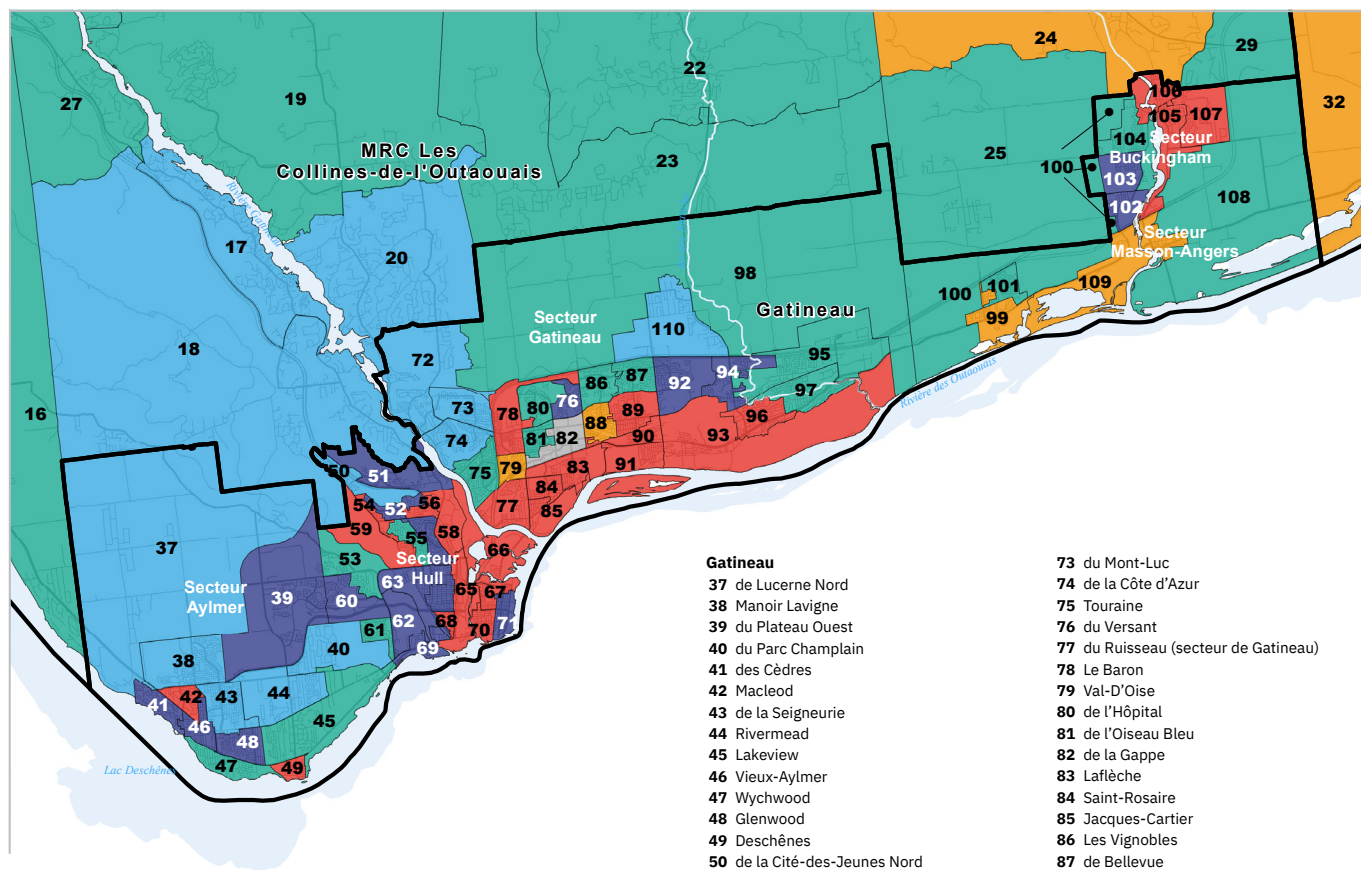 24
29
22
27
19
106
105
107
32
MRC Les
Collines-de-l'Outaouais
23
25
104
Secteur
Buckingham
100
103
102
108
Secteur
Masson-Angers
17
20
98
Gatineau
100
101
109
99
Secteur
Gatineau
110
18
72
95
94
92
97
Rivière des Outaouais
16
73
74
78
80
76
86
87
88
89
96
93
90
81
82
75
79
83
91
84
77
85
50
51
54
52
56
59
55
58
66
37
53
Secteur
Hull
Secteur
Aylmer
39
60
63
65
67
61
62
68
70
71
69
38
40
41
42
43
44
46
45
48
47
49
Lac Deschênes
Gatineau
37 de Lucerne Nord
38 Manoir Lavigne
39 du Plateau Ouest
40 du Parc Champlain
41 des Cèdres
42 Macleod
43 de la Seigneurie
44 Rivermead
45 Lakeview
46 Vieux-Aylmer
47 Wychwood
48 Glenwood
49 Deschênes
50 de la Cité-des-Jeunes Nord
73 du Mont-Luc
74 de la Côte d'Azur
75 Touraine
76 du Versant
77 du Ruisseau (secteur de Gatineau)
78 Le Baron
79 Val-D'Oise
80 de l'Hôpital
81 de l'Oiseau Bleu
82 de la Gappe
83 Laflèche
84 Saint-Rosaire
85 Jacques-Cartier
86 Les Vignobles
87 de Bellevue